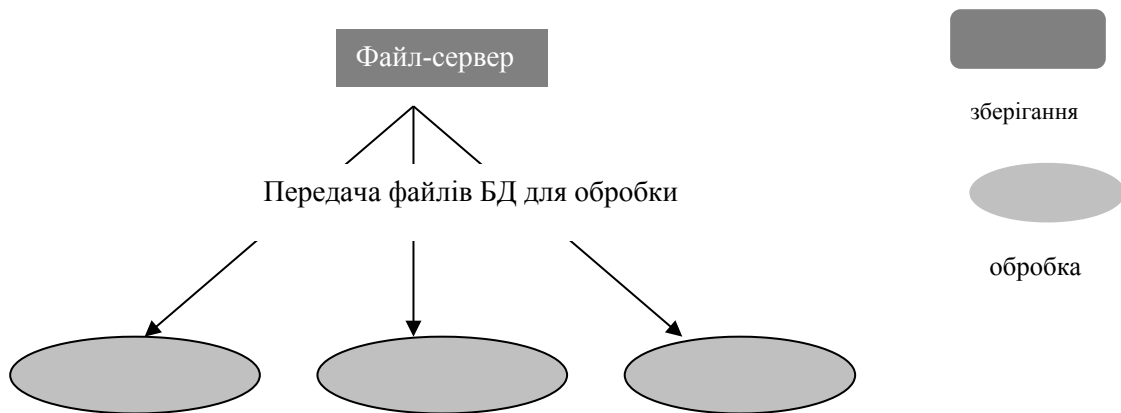 Файл-сервер
зберігання
Передача файлів БД для обробки
обробка